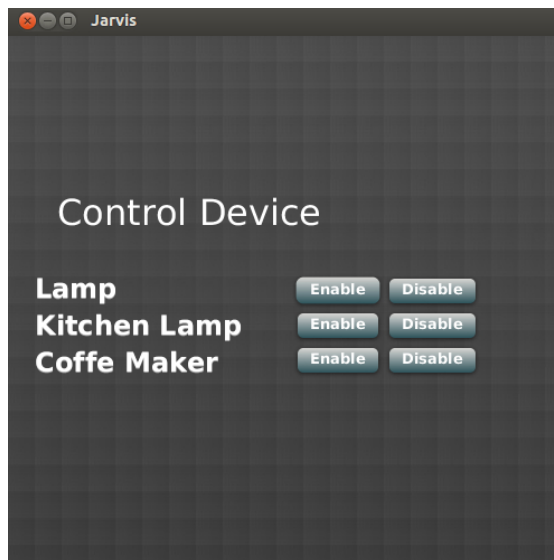 Jarvis
Control Device
Lamp Enable Disable
Kitchen Lamp Enable Disable
Coffe Maker Enable Disable